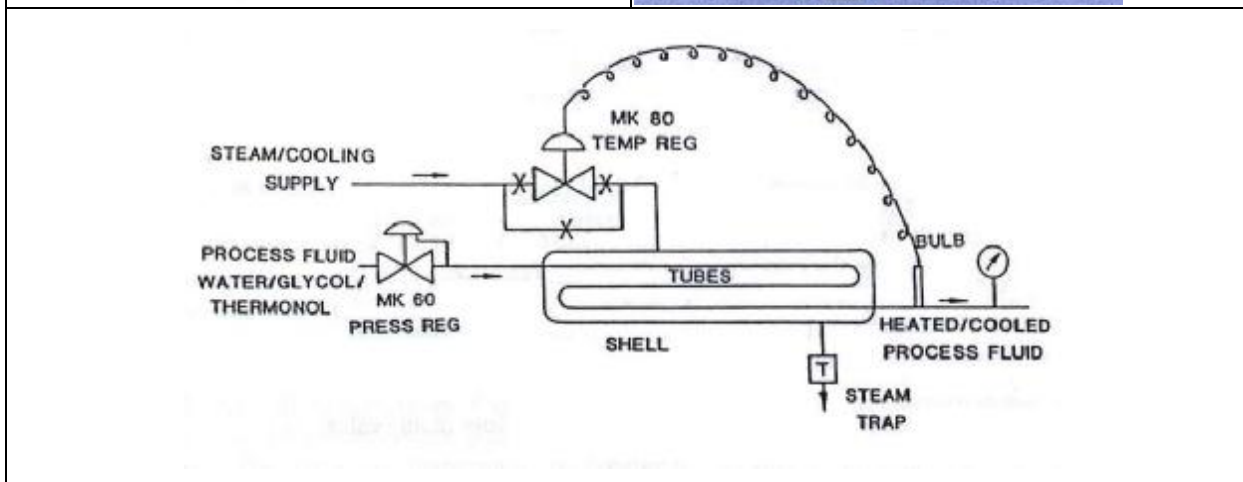 MK 80
TEMP REG
STEAM/COOLING
SUPPLY
PROCESS FLUID
WATER/GLYCOL/
THERMONOL
MK 60
PRESS REG
TUBES
SHELL
BULB
HEATED/COOLED
PROCESS FLUID
T
STEAM
TRAP